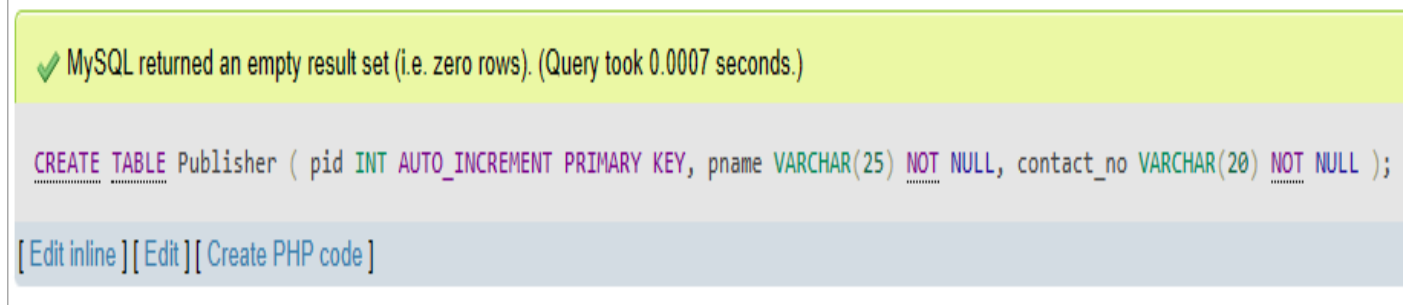 MySQL returned an empty result set (i.e. zero rows). (Query took 0.0007 seconds.)
CREATE TABLE Publisher ( pid INT AUTO_INCREMENT PRIMARY KEY, pname VARCHAR(25) NOT NULL, contact_no VARCHAR(20) NOT NULL );
[ Edit inline ] [ Edit ] [ Create PHP code ]